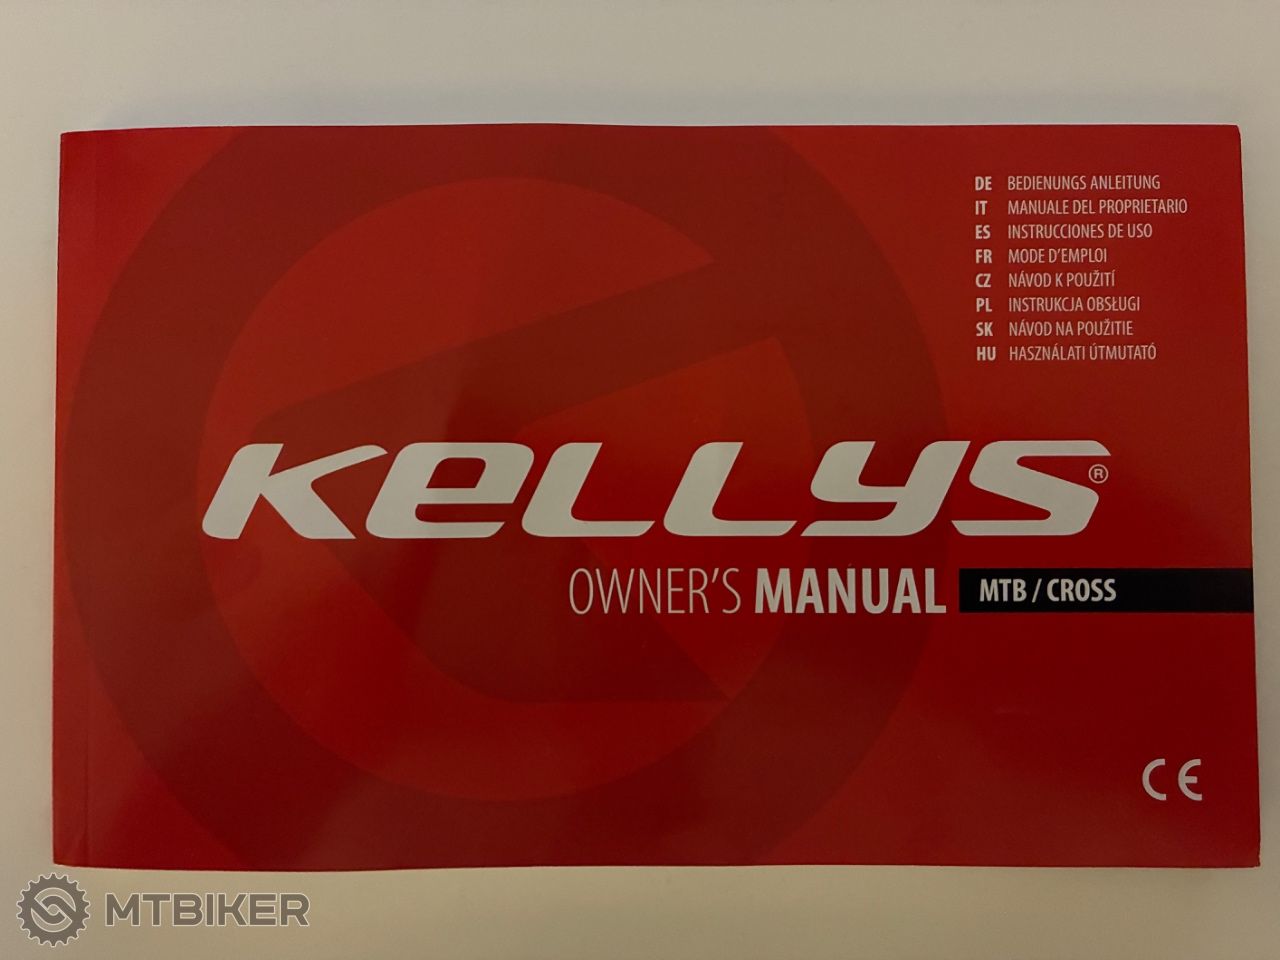 DE BEDIENUNGS ANLEITUNG
IT MANUALE DEL PROPRIETARIO
ES INSTRUCCIONES DE USO
FR MODE D'EMPLOI
CZ NÁVOD K POUŽITÍ
PL INSTRUKCJA OBSŁUGI
SK NÁVOD NA POUŽITIE
HU HASZNÁLATI ÚTMUTATÓ
KELLYS®
OWNER'S MANUAL MTB / CROSS
CE
MTBIKER